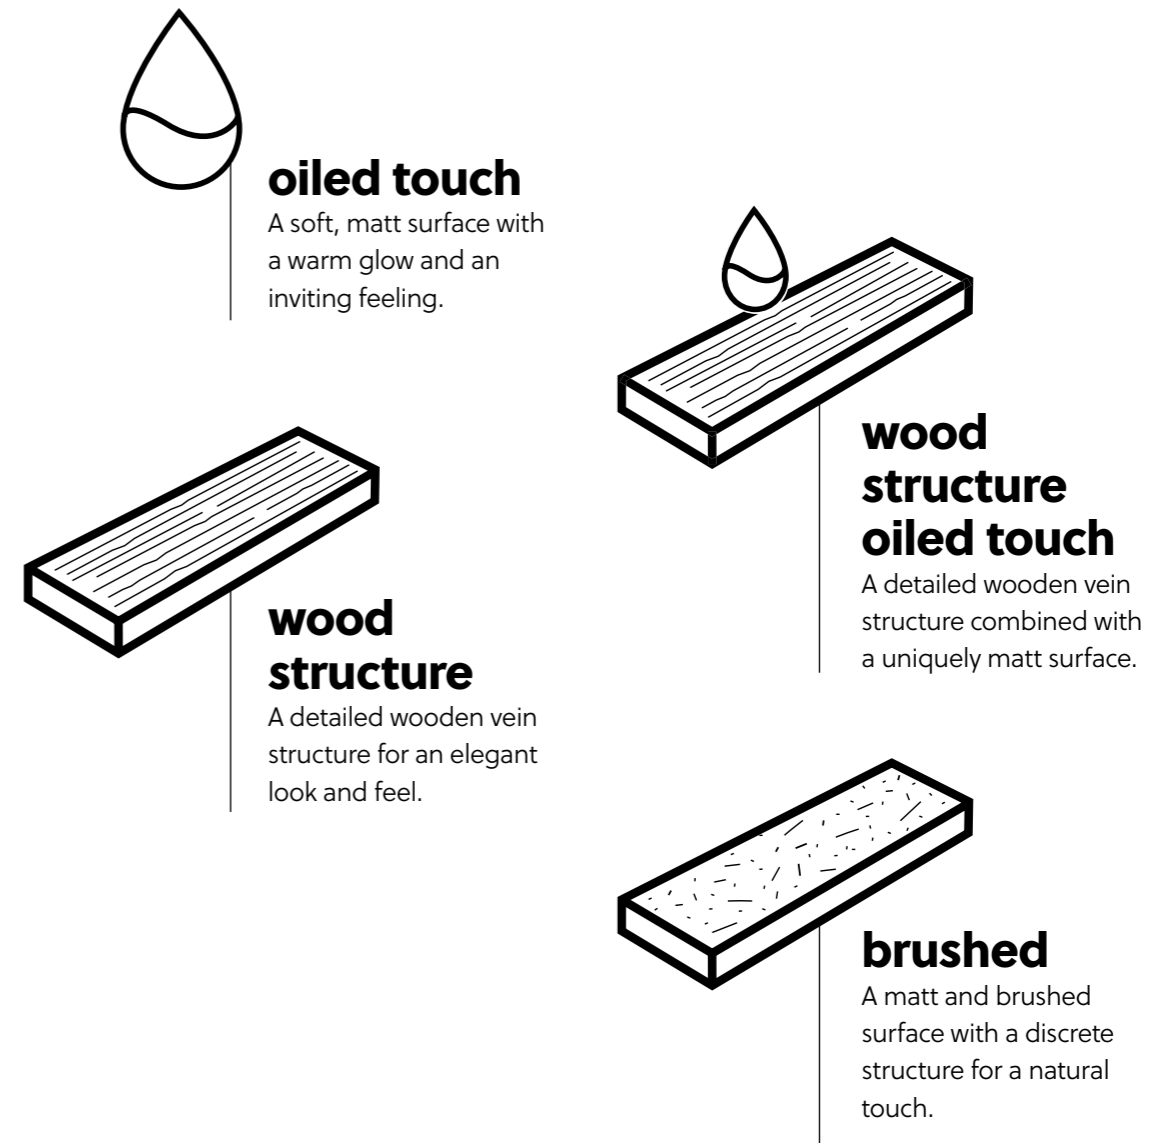 oiled touch
A soft, matt surface with
a warm glow and an
inviting feeling.
wood
structure
A detailed wooden vein
structure for an elegant
look and feel.
wood
structure
oiled touch
A detailed wooden vein
structure combined with
a uniquely matt surface.
brushed
A matt and brushed
surface with a discrete
structure for a natural
touch.